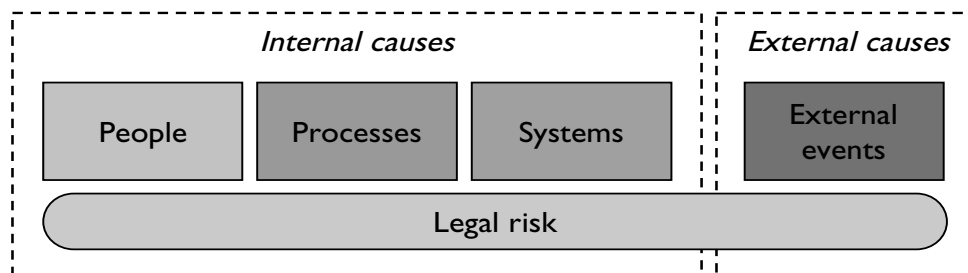 Internal causes
External causes
People
Processes
Systems
External
events
Legal risk